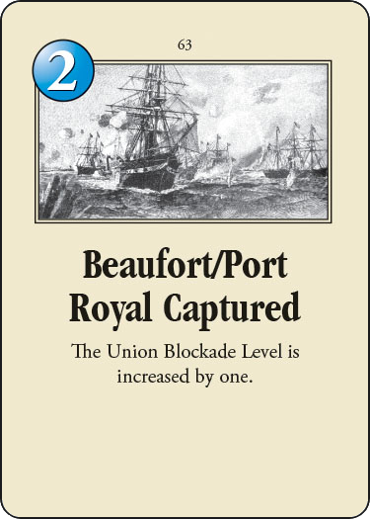 63
2
Beaufort/Port
Royal Captured
The Union Blockade Level is
increased by one.